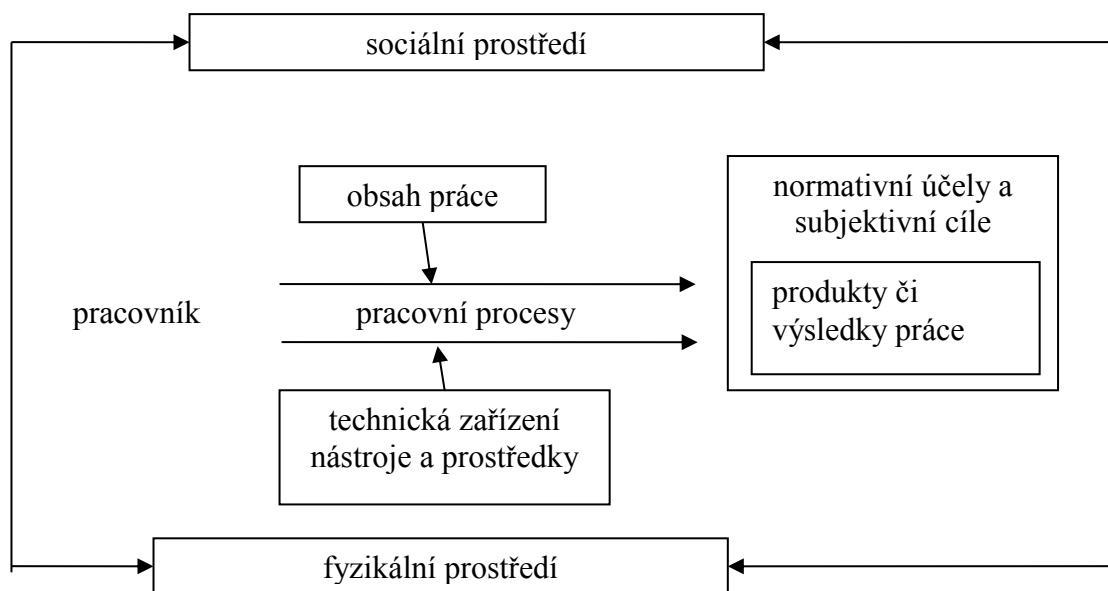 sociální prostředí
obsah práce
normativní účely a
subjektivní cíle
produkty či
výsledky práce
pracovník
pracovní procesy
technická zařízení
nástroje a prostředky
fyzikální prostředí